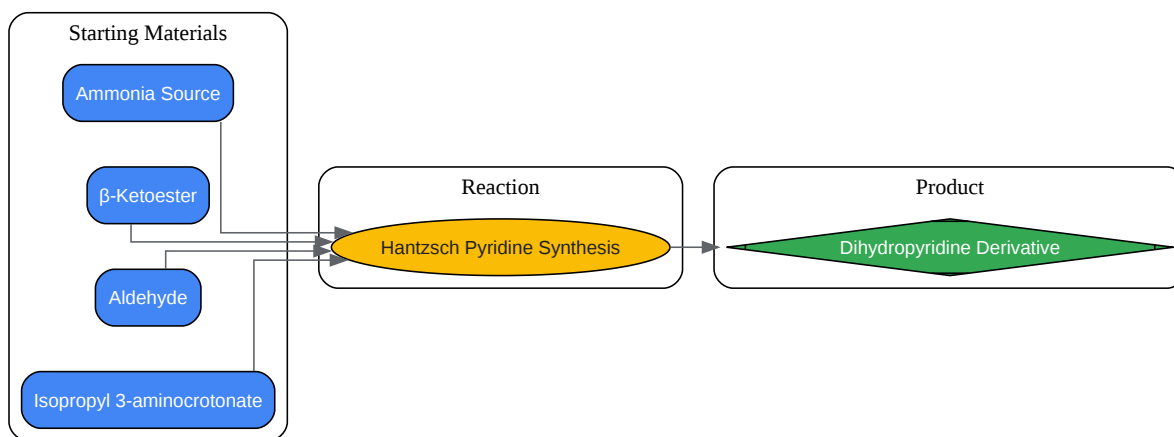 Starting Materials
Ammonia Source
β-Ketoester
Aldehyde
Isopropyl 3-aminocrotonate
Reaction
Hantzsch Pyridine Synthesis
Product
Dihydropyridine Derivative